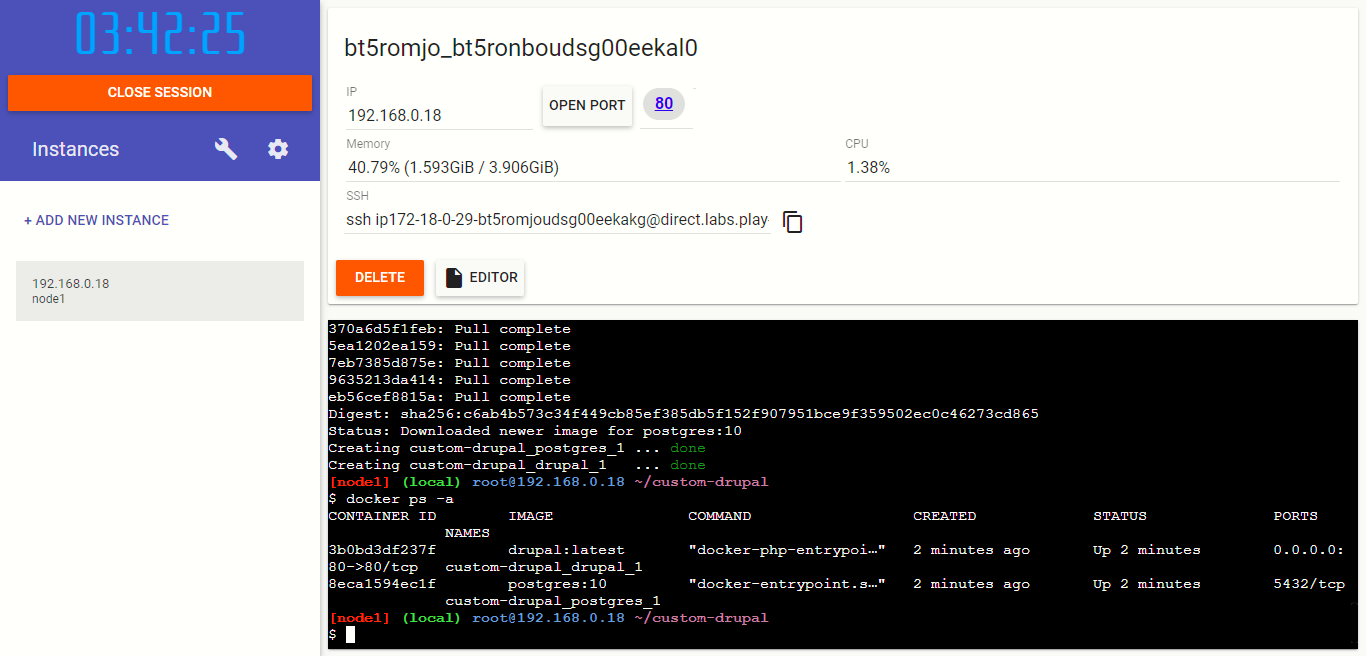 03:42:25
CLOSE SESSION
Instances
+ ADD NEW INSTANCE
192.168.0.18
node1
bt5romjo_bt5ronboudsg00eekal0
IP
192.168.0.18
OPEN PORT
80
Memory
40.79% (1.593GiB / 3.906GiB)
CPU
1.38%
SSH
ssh ip172-18-0-29-bt5romjoudsg00eekakg@direct.labs.play-
DELETE
EDITOR
370a6d5f1feb: Pull complete
5ea1202ea159: Pull complete
7eb7385d875e: Pull complete
9635213da414: Pull complete
eb56cef8815a: Pull complete
Digest: sha256:c6ab4b573c34f449cb85ef385db5f152f907951bce9f359502ec0c46273cd865
Status: Downloaded newer image for postgres:10
Creating custom-drupal_postgres_1 ... done
Creating custom-drupal_drupal_1   ... done
[node1] (local) root@192.168.0.18 ~/custom-drupal
$ docker ps -a
CONTAINER ID        IMAGE               COMMAND                  CREATED             STATUS              PORTS
             NAMES
3b0bd3df237f        drupal:latest       "docker-php-entrypoi…"   2 minutes ago       Up 2 minutes        0.0.0.0:
80->80/tcp   custom-drupal_drupal_1
8eca1594ec1f        postgres:10         "docker-entrypoint.s…"   2 minutes ago       Up 2 minutes        5432/tcp
             custom-drupal_postgres_1
[node1] (local) root@192.168.0.18 ~/custom-drupal
$